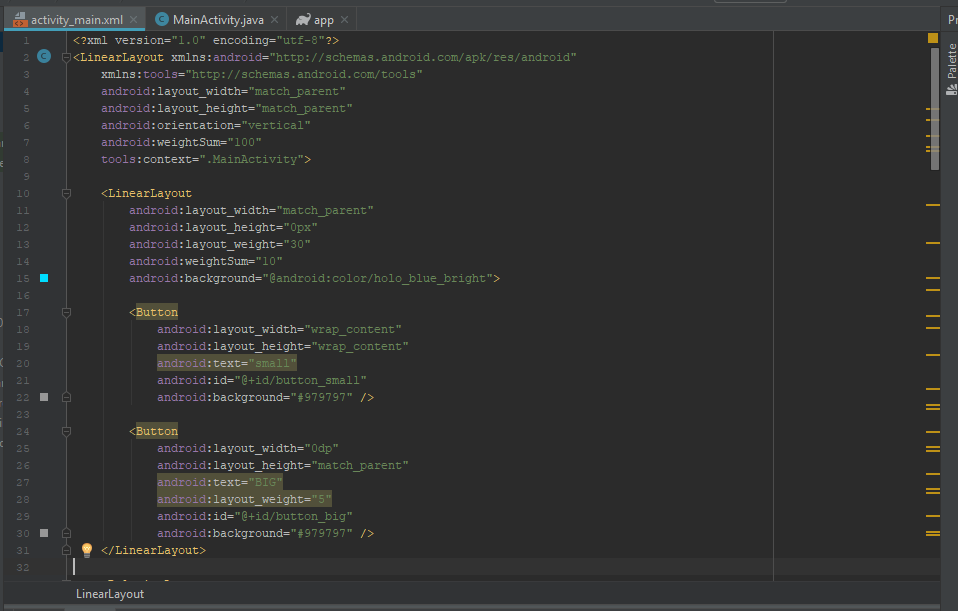 activity_main.xml MainActivity.java app
Palette
1 <?xml version="1.0" encoding="utf-8"?>
2 <LinearLayout xmlns:android="http://schemas.android.com/apk/res/android"
3 xmlns:tools="http://schemas.android.com/tools"
4 android:layout_width="match_parent"
5 android:layout_height="match_parent"
6 android:orientation="vertical"
7 android:weightSum="100"
8 tools:context=".MainActivity">
9
10 <LinearLayout
11 android:layout_width="match_parent"
12 android:layout_height="0px"
13 android:layout_weight="30"
14 android:weightSum="10"
15 android:background="@android:color/holo_blue_bright">
16
17 <Button
18 android:layout_width="wrap_content"
19 android:layout_height="wrap_content"
20 android:text="small"
21 android:id="@+id/button_small"
22 android:background="#979797" />
23
24 <Button
25 android:layout_width="0dp"
26 android:layout_height="match_parent"
27 android:text="BIG"
28 android:layout_weight="5"
29 android:id="@+id/button_big"
30 android:background="#979797" />
31 </LinearLayout>
32
LinearLayout